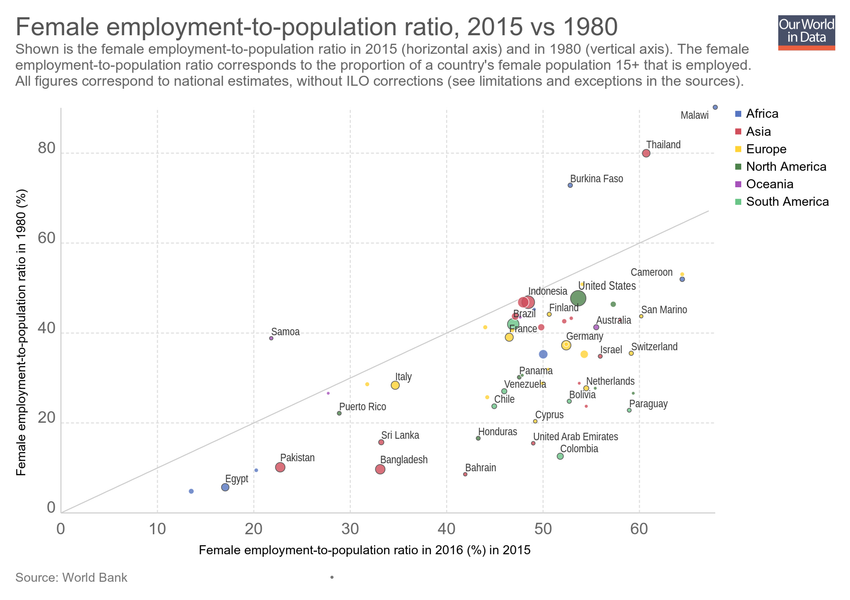 Female employment-to-population ratio, 2015 vs 1980
Our World
in Data
Shown is the female employment-to-population ratio in 2015 (horizontal axis) and in 1980 (vertical axis). The female
employment-to-population ratio corresponds to the proportion of a country's female population 15+ that is employed.
All figures correspond to national estimates, without ILO corrections (see limitations and exceptions in the sources).
Malawi
Africa
Asia
Europe
North America
Oceania
South America
Thailand
80
Burkina Faso
60
Cameroon
United States
Indonesia
Finland
San Marino
Brazil
Australia
France
40
Samoa
Germany
Israel
Switzerland
Panama
Italy
Venezuela
Netherlands
Bolivia
Chile
Puerto Rico
Paraguay
Cyprus
20
Honduras
Sri Lanka
United Arab Emirates
Colombia
Pakistan
Bangladesh
Bahrain
Egypt
0
0 10 20 30 40 50 60
Female employment-to-population ratio in 1980 (%)
Female employment-to-population ratio in 2016 (%) in 2015
Source: World Bank